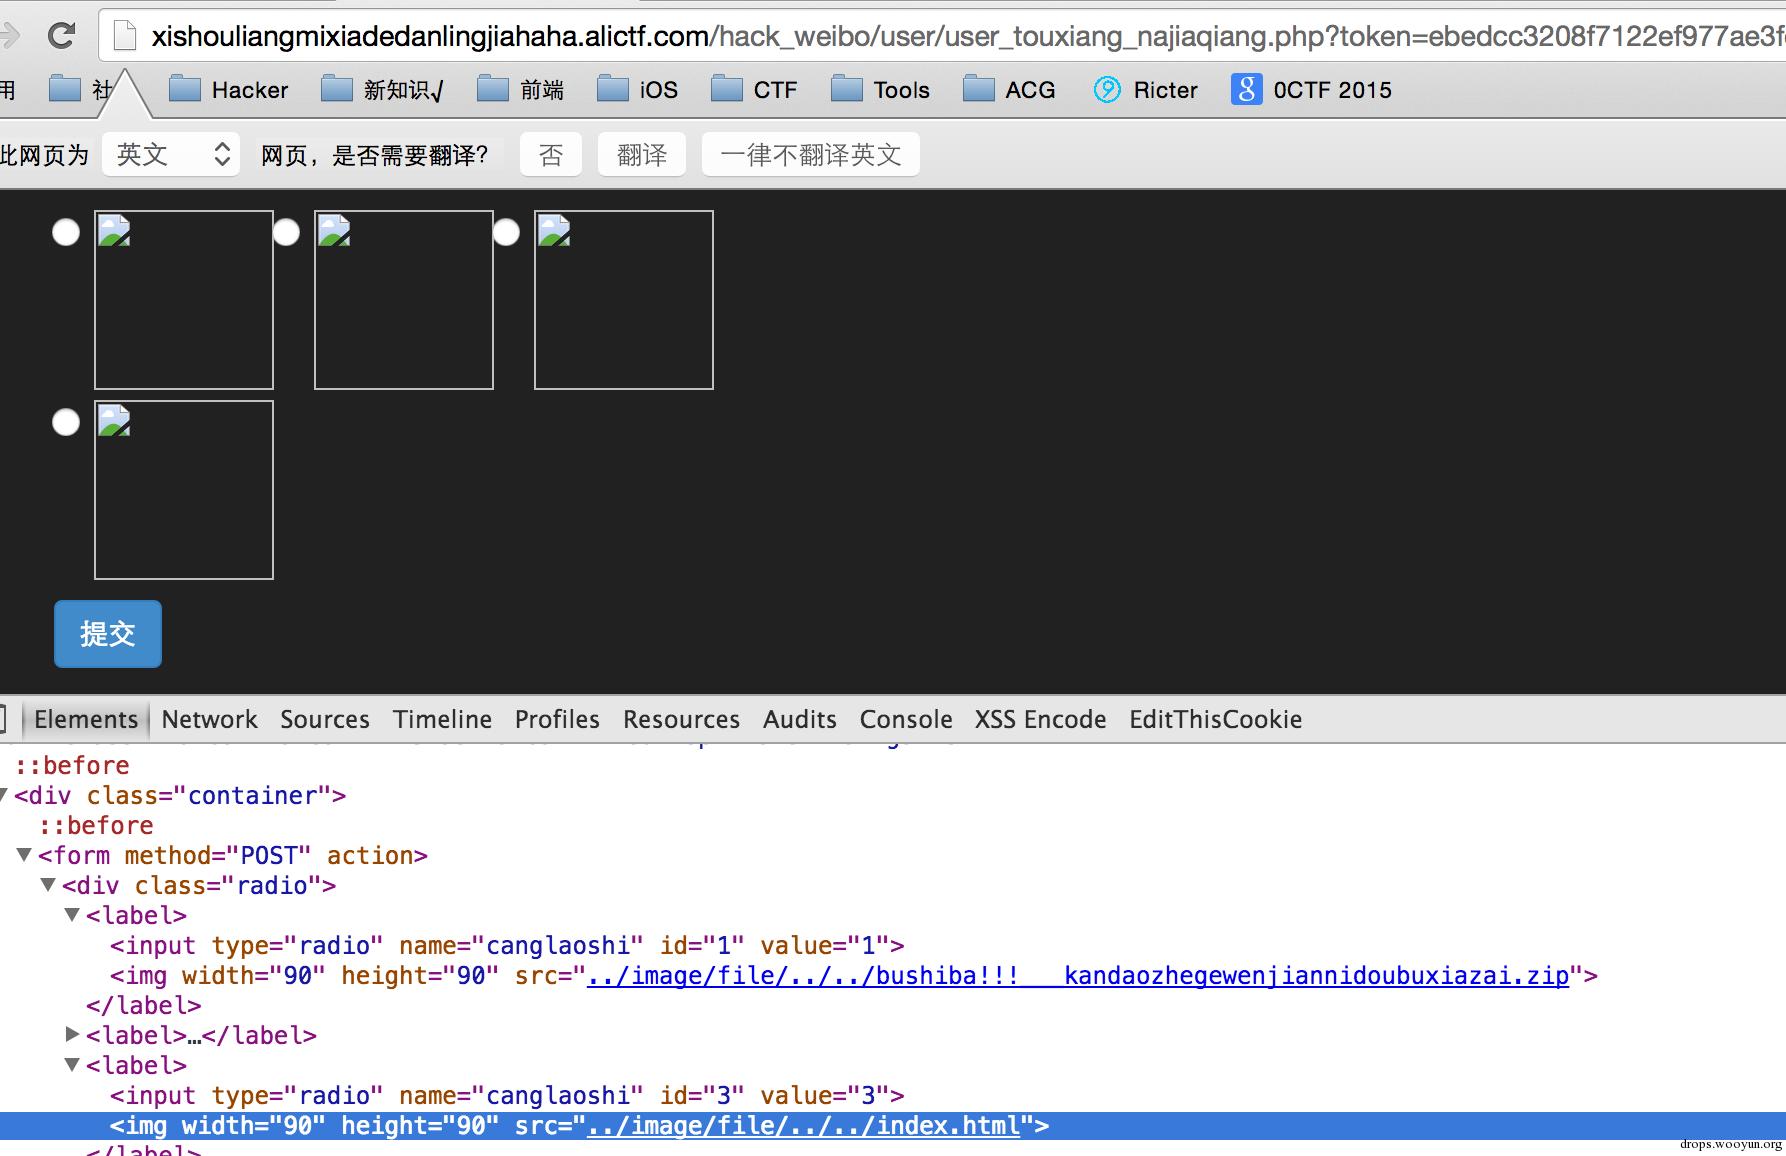 xishouliangmixiadedanlingjiahaha.alictf.com/hack_weibo/user/user_touxiang_najiaqiang.php?token=ebedcc3208f7122ef977ae3f
用 社 Hacker 新知识√ 前端 iOS CTF Tools ACG Ricter 0CTF 2015
此网页为 英文 网页，是否需要翻译？ 否 翻译 一律不翻译英文
提交
Elements Network Sources Timeline Profiles Resources Audits Console XSS Encode EditThisCookie
::before
<div class="container">
::before
<form method="POST" action>
<div class="radio">
<label>
<input type="radio" name="canglaoshi" id="1" value="1">
<img width="90" height="90" src="../image/file/../../bushiba!!!___kandaozhegewenjiannidoubuxiazai.zip">
</label>
<label>…</label>
<label>
<input type="radio" name="canglaoshi" id="3" value="3">
<img width="90" height="90" src="../image/file/../../index.html">
</label>
drops.wooyun.org